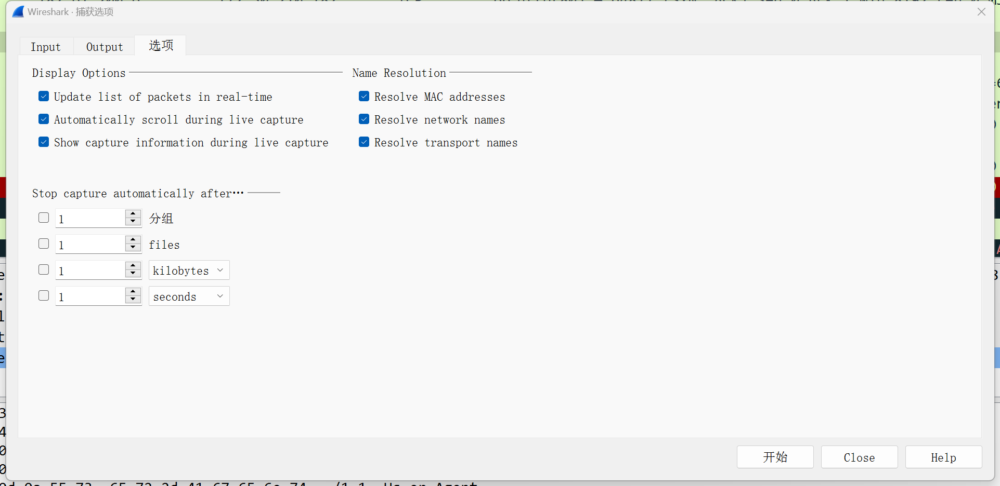 Wireshark · 捕获选项
Input
Output
选项
Display Options
Name Resolution
Update list of packets in real-time
Resolve MAC addresses
Automatically scroll during live capture
Resolve network names
Show capture information during live capture
Resolve transport names
Stop capture automatically after…
1 分组
1 files
1 kilobytes
1 seconds
开始
Close
Help